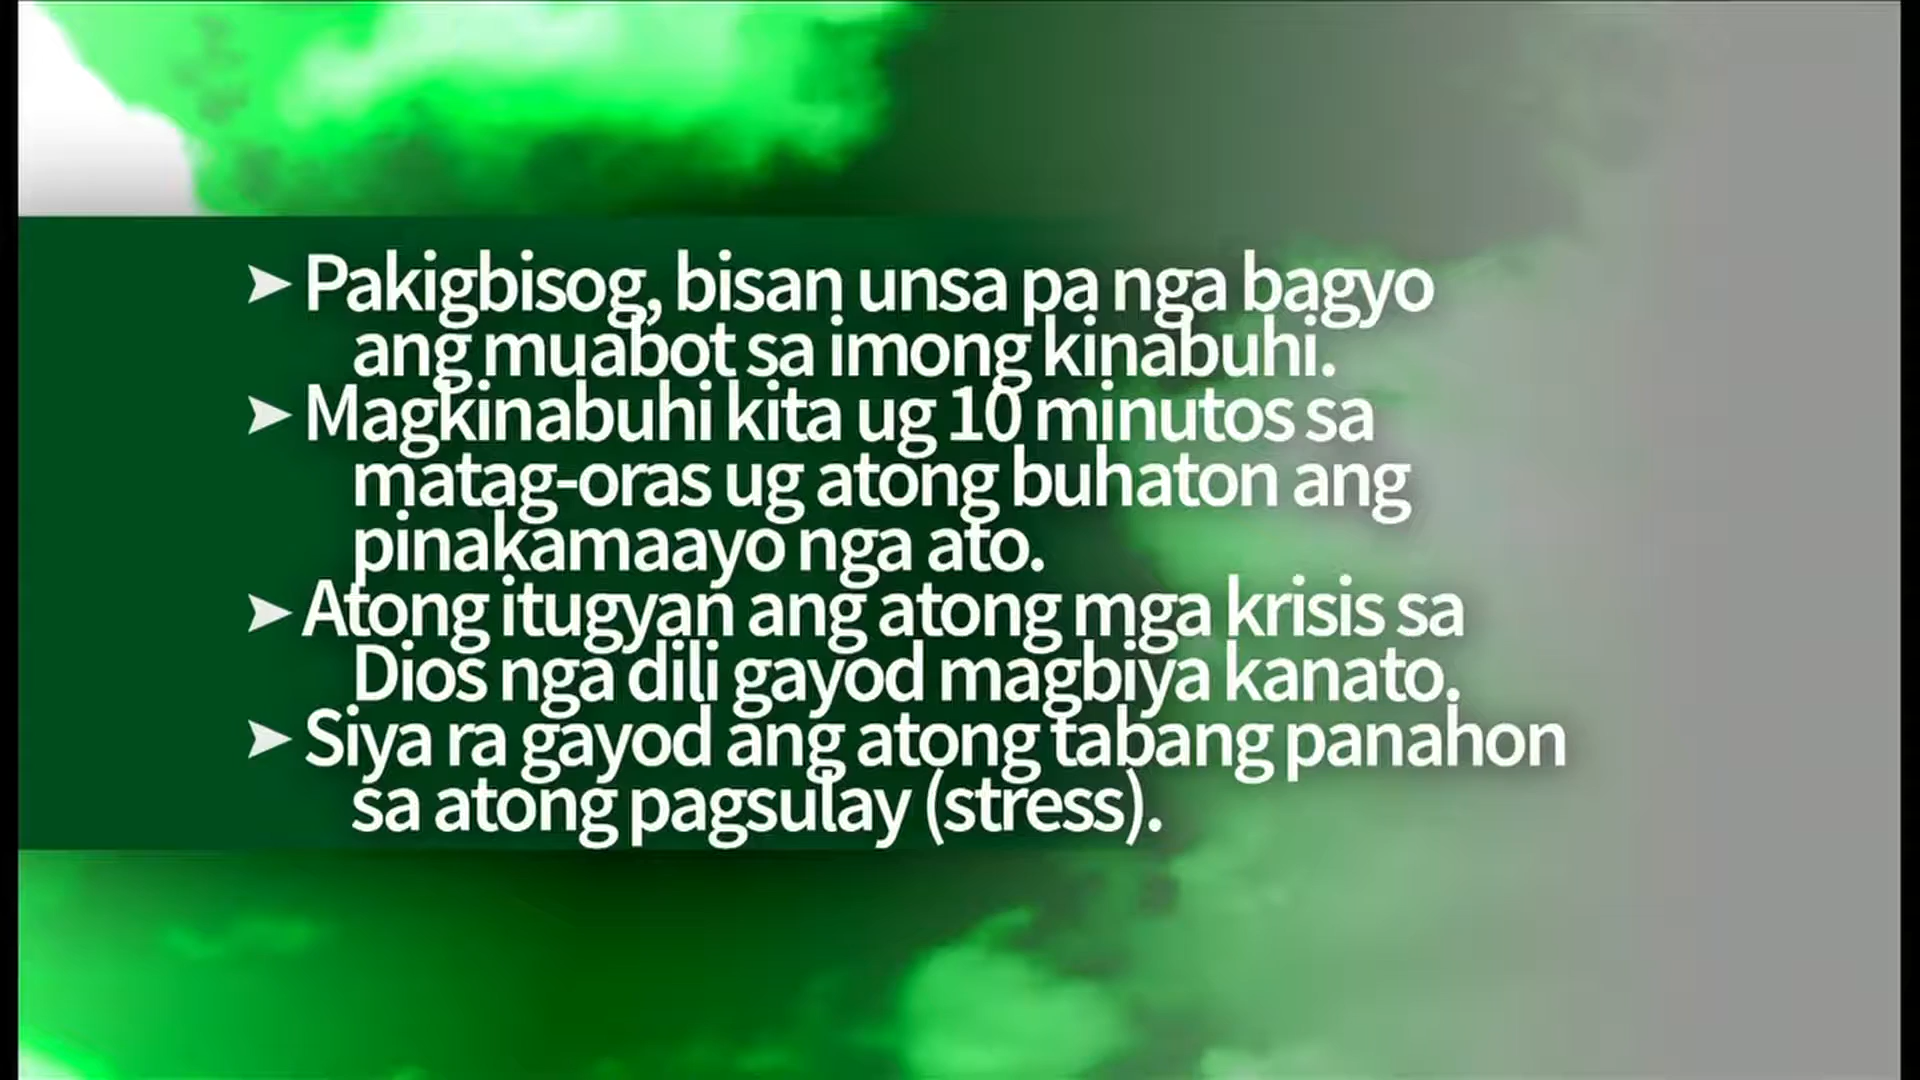 ➤ Pakigbisog, bisan unsa pa nga bagyo
ang muabot sa imong kinabuhi.
➤ Magkinabuhi kita ug 10 minutos sa
matag-oras ug atong buhaton ang
pinakamaayo nga ato.
➤ Atong itugyan ang atong mga krisis sa
Dios nga dili gayod magbiya kanato.
➤ Siya ra gayod ang atong tabang panahon
sa atong pagsulay (stress).